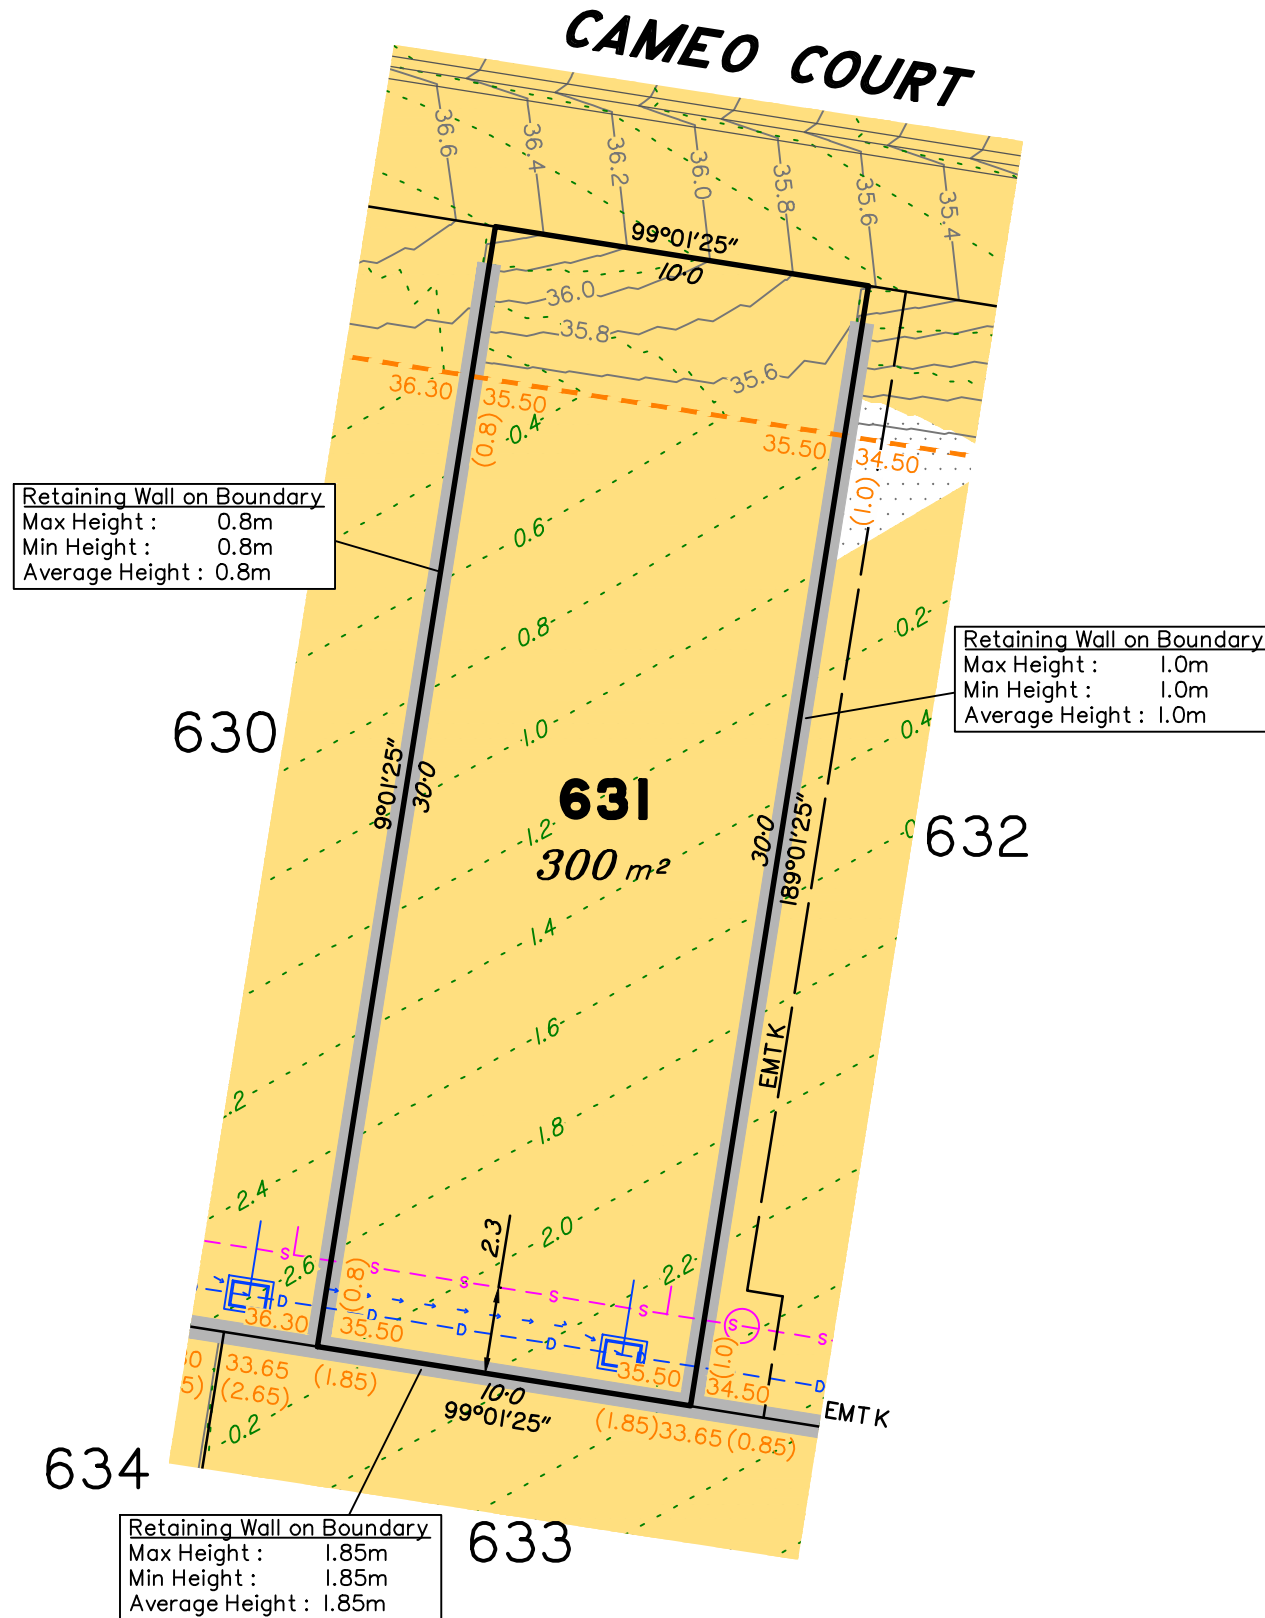 CAMEO COURT
36.6
36.4
36.2
36.0
35.8
35.6
35.4
99°01'25"
10·0
36.0
35.8
35.6
36.30 35.50
(0.8)
35.50 34.50
(1.0)
0.4
0.6
0.8
1.0
1.2
1.4
1.6
1.8
2.0
2.2
Retaining Wall on Boundary
Max Height : 0.8m
Min Height : 0.8m
Average Height : 0.8m
0.2
0.4
Retaining Wall on Boundary
Max Height : 1.0m
Min Height : 1.0m
Average Height : 1.0m
630
9°01'25"
30·0
631
300 m²
30·0
189°01'25"
632
EMT K
.2
2.4
2.6
2.3
S S S S S S S
D D D D D
36.30
(0.8)
35.50
35.50
(1.0)
34.50
30
5)
33.65
(2.65)
(1.85)
10·0
99°01'25"
(1.85) 33.65 (0.85)
EMT K
0.2
634
633
Retaining Wall on Boundary
Max Height : 1.85m
Min Height : 1.85m
Average Height : 1.85m